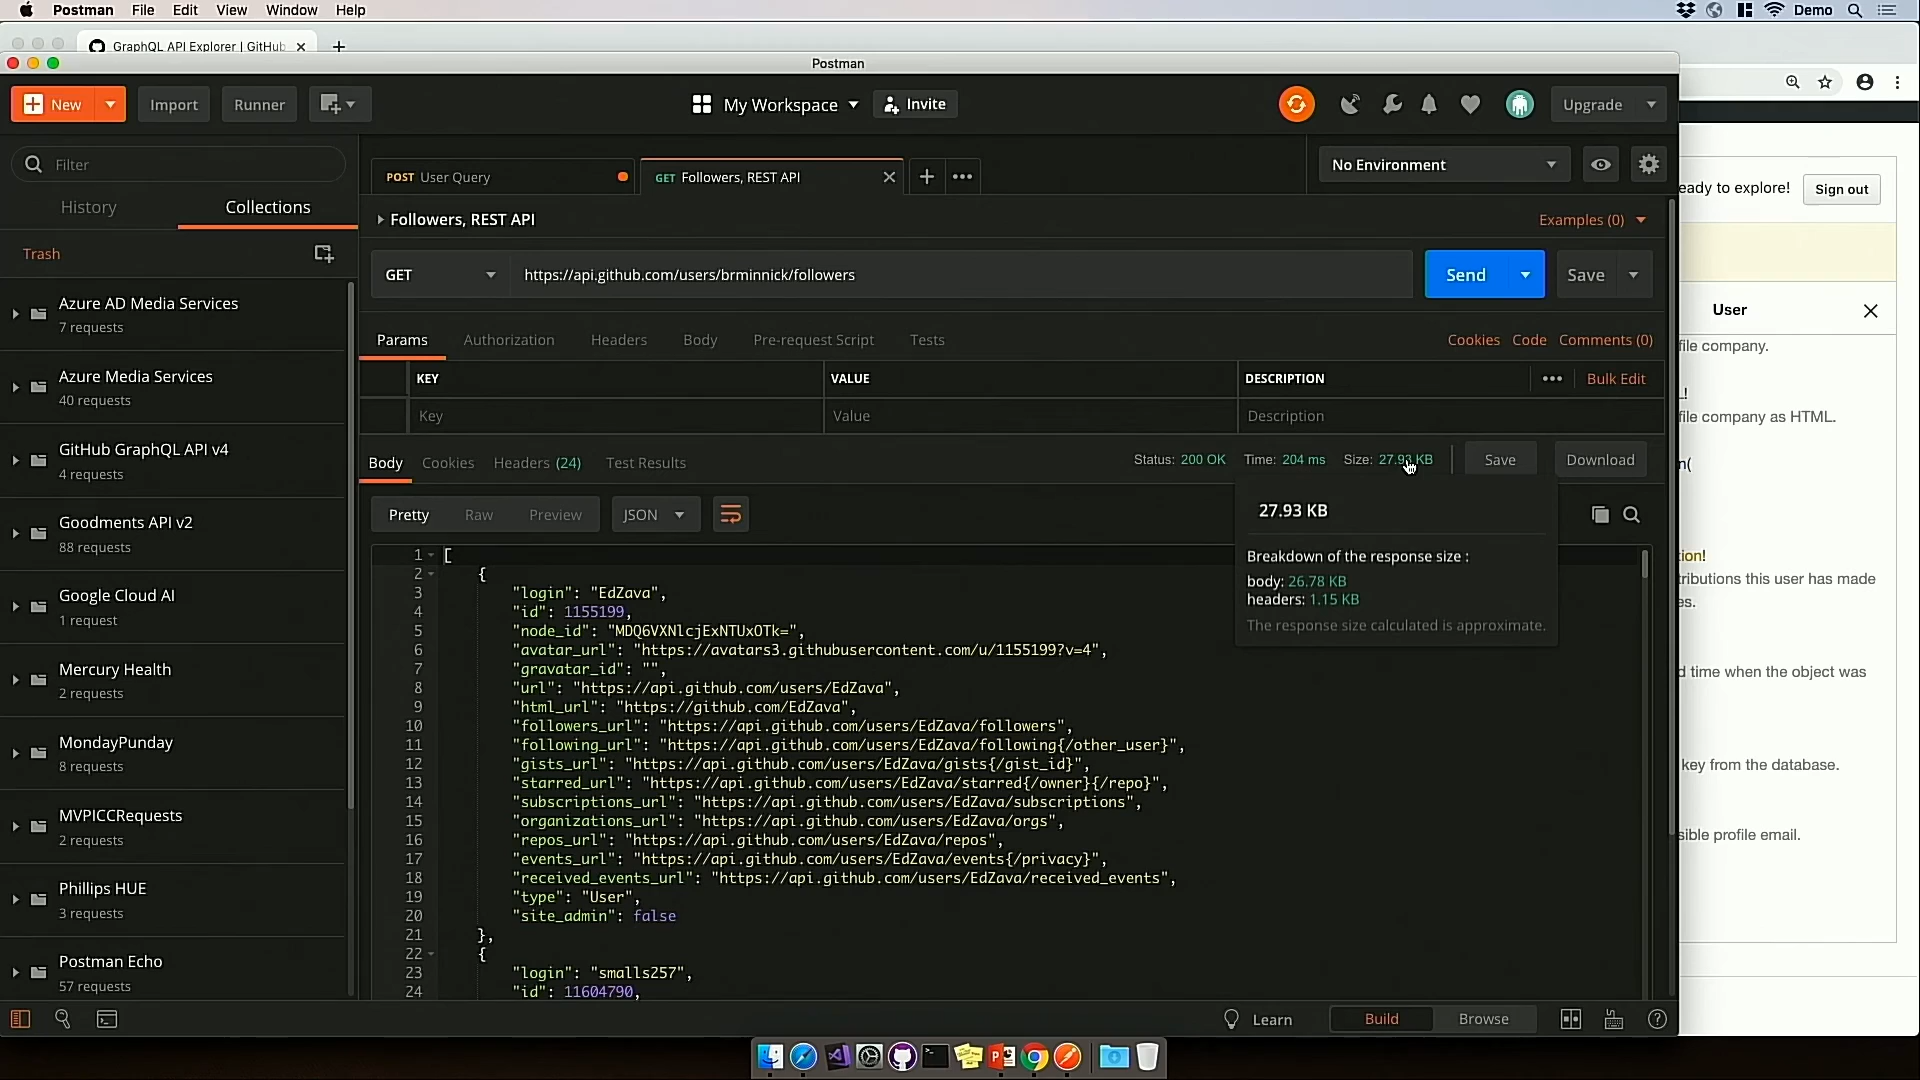 Postman File Edit View Window Help
Demo
GraphQL API Explorer | GitHub
Postman
New Import Runner
My Workspace Invite
Upgrade
Filter
History Collections
Trash
Azure AD Media Services
7 requests
Azure Media Services
40 requests
GitHub GraphQL API v4
4 requests
Goodments API v2
88 requests
Google Cloud AI
1 request
Mercury Health
2 requests
MondayPunday
8 requests
MVPICCRequests
2 requests
Phillips HUE
3 requests
Postman Echo
57 requests
POST User Query
GET Followers, REST API
No Environment
Followers, REST API
Examples (0)
GET https://api.github.com/users/brminnick/followers
Send Save
Params Authorization Headers Body Pre-request Script Tests
Cookies Code Comments (0)
KEY VALUE DESCRIPTION Bulk Edit
Key Value Description
Body Cookies Headers (24) Test Results
Status: 200 OK Time: 204 ms Size: 27.93 KB Save Download
Pretty Raw Preview JSON
27.93 KB
Breakdown of the response size :
body: 26.78 KB
headers: 1.15 KB
The response size calculated is approximate.
1 [
2 {
3 "login": "EdZava",
4 "id": 1155199,
5 "node_id": "MDQ6VXNlcjExNTUxOTk=",
6 "avatar_url": "https://avatars3.githubusercontent.com/u/1155199?v=4",
7 "gravatar_id": "",
8 "url": "https://api.github.com/users/EdZava",
9 "html_url": "https://github.com/EdZava",
10 "followers_url": "https://api.github.com/users/EdZava/followers",
11 "following_url": "https://api.github.com/users/EdZava/following{/other_user}",
12 "gists_url": "https://api.github.com/users/EdZava/gists{/gist_id}",
13 "starred_url": "https://api.github.com/users/EdZava/starred{/owner}{/repo}",
14 "subscriptions_url": "https://api.github.com/users/EdZava/subscriptions",
15 "organizations_url": "https://api.github.com/users/EdZava/orgs",
16 "repos_url": "https://api.github.com/users/EdZava/repos",
17 "events_url": "https://api.github.com/users/EdZava/events{/privacy}",
18 "received_events_url": "https://api.github.com/users/EdZava/received_events",
19 "type": "User",
20 "site_admin": false
21 },
22 {
23 "login": "smalls257",
24 "id": 11604790,
Learn Build Browse
eady to explore! Sign out
User
file company.
L!
file company as HTML.
n(
ion!
tributions this user has made
es.
d time when the object was
key from the database.
sible profile email.